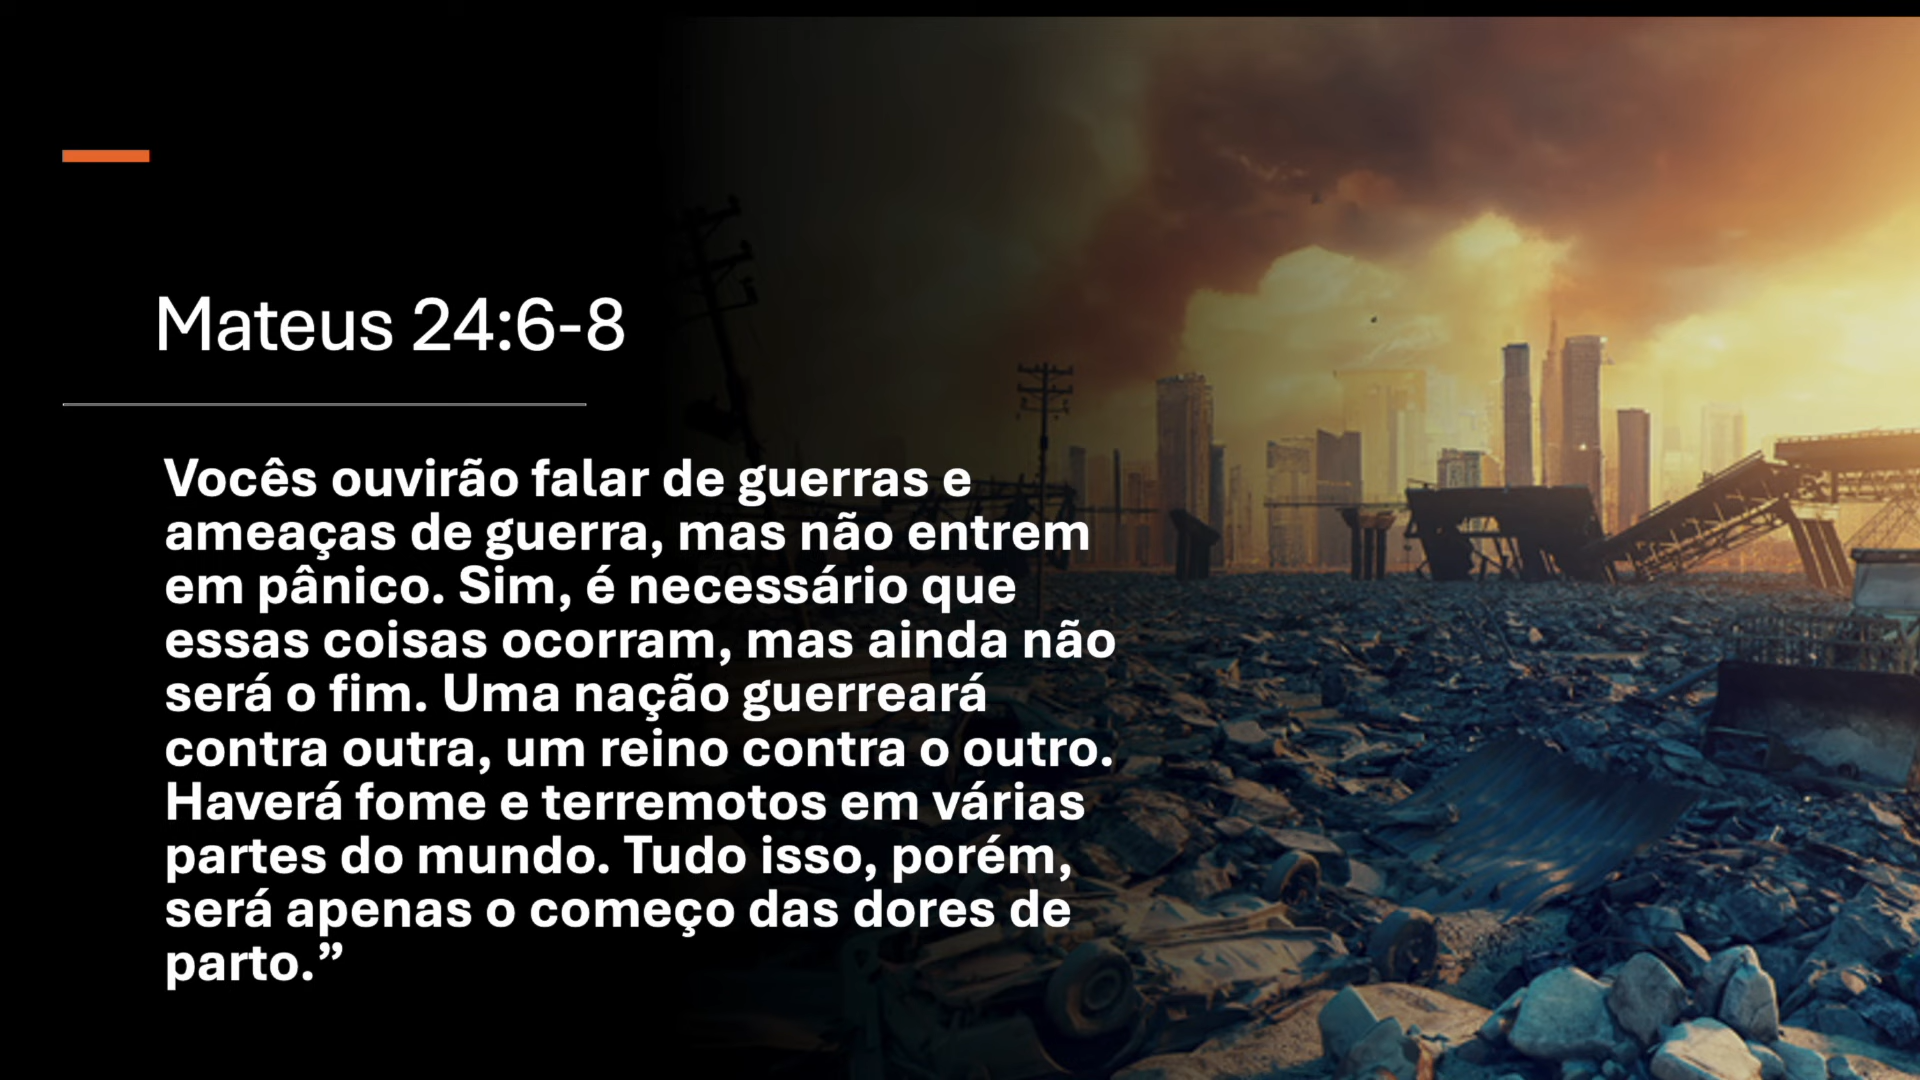 Mateus 24:6-8
Vocês ouvirão falar de guerras e
ameaças de guerra, mas não entrem
em pânico. Sim, é necessário que
essas coisas ocorram, mas ainda não
será o fim. Uma nação guerreará
contra outra, um reino contra o outro.
Haverá fome e terremotos em várias
partes do mundo. Tudo isso, porém,
será apenas o começo das dores de
parto.”